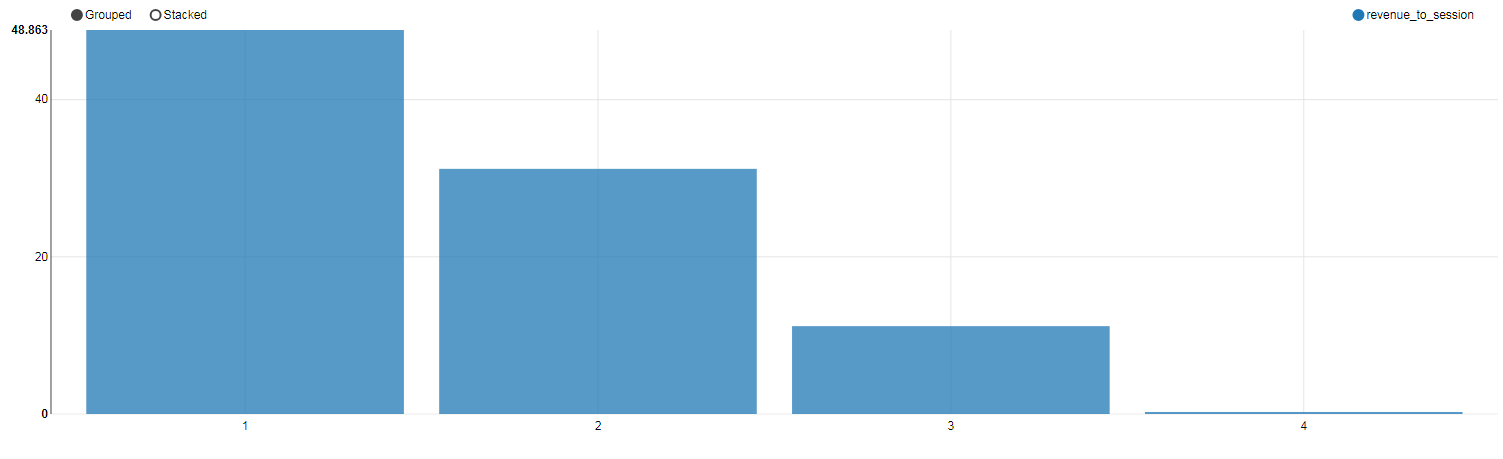 Grouped Stacked revenue_to_session
48.863
40
20
0
1 2 3 4